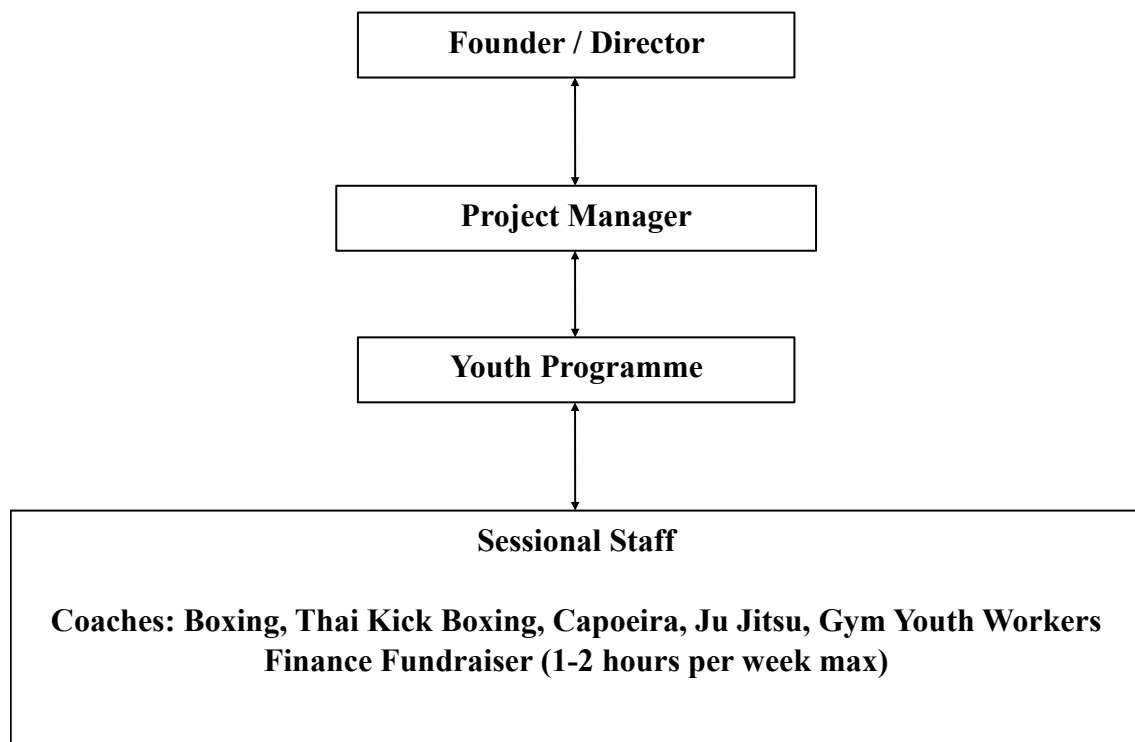 Founder / Director
Project Manager
Youth Programme
Sessional Staff
Coaches: Boxing, Thai Kick Boxing, Capoeira, Ju Jitsu, Gym Youth Workers
Finance Fundraiser (1-2 hours per week max)